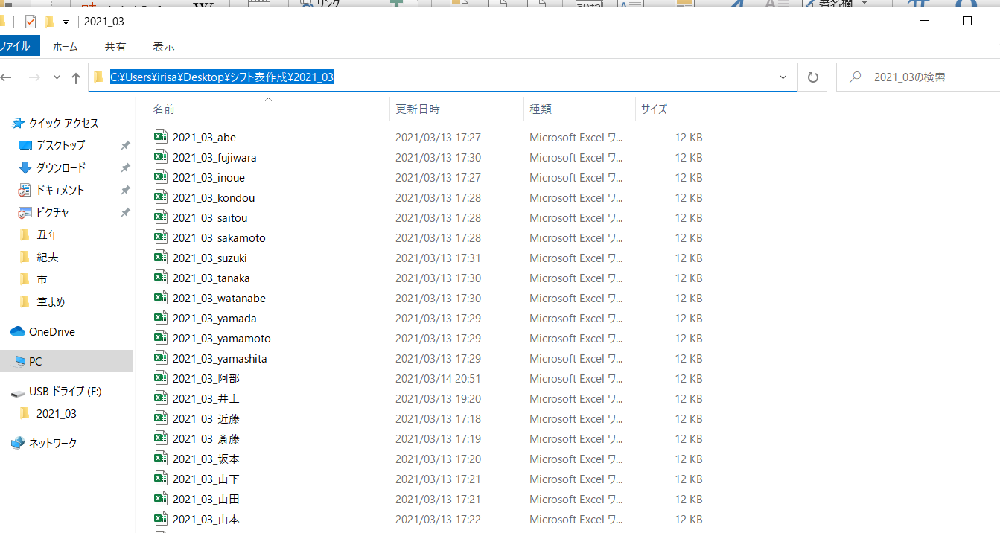 リンク
署名欄
2021_03
ファイル ホーム 共有 表示
C:¥Users¥irisa¥Desktop¥シフト表作成¥2021_03
2021_03の検索
名前 更新日時 種類 サイズ
クイック アクセス
デスクトップ
ダウンロード
ドキュメント
ピクチャ
丑年
紀夫
市
筆まめ
OneDrive
PC
USB ドライブ (F:)
2021_03
ネットワーク
2021_03_abe 2021/03/13 17:27 Microsoft Excel ワ... 12 KB
2021_03_fujiwara 2021/03/13 17:30 Microsoft Excel ワ... 12 KB
2021_03_inoue 2021/03/13 17:27 Microsoft Excel ワ... 12 KB
2021_03_kondou 2021/03/13 17:28 Microsoft Excel ワ... 12 KB
2021_03_saitou 2021/03/13 17:28 Microsoft Excel ワ... 12 KB
2021_03_sakamoto 2021/03/13 17:28 Microsoft Excel ワ... 12 KB
2021_03_suzuki 2021/03/13 17:31 Microsoft Excel ワ... 12 KB
2021_03_tanaka 2021/03/13 17:30 Microsoft Excel ワ... 12 KB
2021_03_watanabe 2021/03/13 17:30 Microsoft Excel ワ... 12 KB
2021_03_yamada 2021/03/13 17:29 Microsoft Excel ワ... 12 KB
2021_03_yamamoto 2021/03/13 17:29 Microsoft Excel ワ... 12 KB
2021_03_yamashita 2021/03/13 17:29 Microsoft Excel ワ... 12 KB
2021_03_阿部 2021/03/14 20:51 Microsoft Excel ワ... 12 KB
2021_03_井上 2021/03/13 19:20 Microsoft Excel ワ... 12 KB
2021_03_近藤 2021/03/13 17:18 Microsoft Excel ワ... 12 KB
2021_03_斎藤 2021/03/13 17:19 Microsoft Excel ワ... 12 KB
2021_03_坂本 2021/03/13 17:20 Microsoft Excel ワ... 12 KB
2021_03_山下 2021/03/13 17:21 Microsoft Excel ワ... 12 KB
2021_03_山田 2021/03/13 17:21 Microsoft Excel ワ... 12 KB
2021_03_山本 2021/03/13 17:22 Microsoft Excel ワ... 12 KB